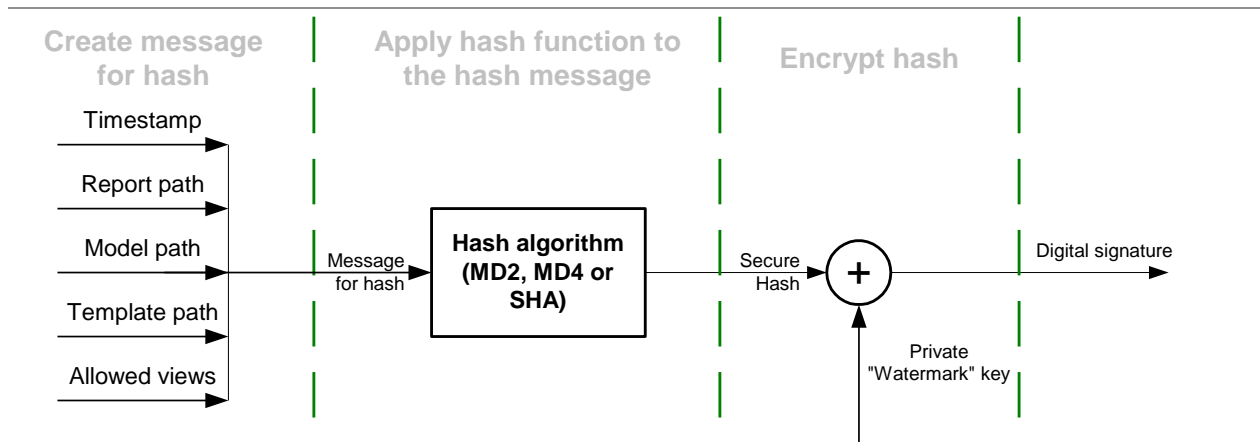 Create message
for hash
Apply hash function to
the hash message
Encrypt hash
Timestamp
Report path
Model path
Template path
Allowed views
Message
for hash
Hash algorithm
(MD2, MD4 or
SHA)
Secure
Hash
+
Private
"Watermark" key
Digital signature